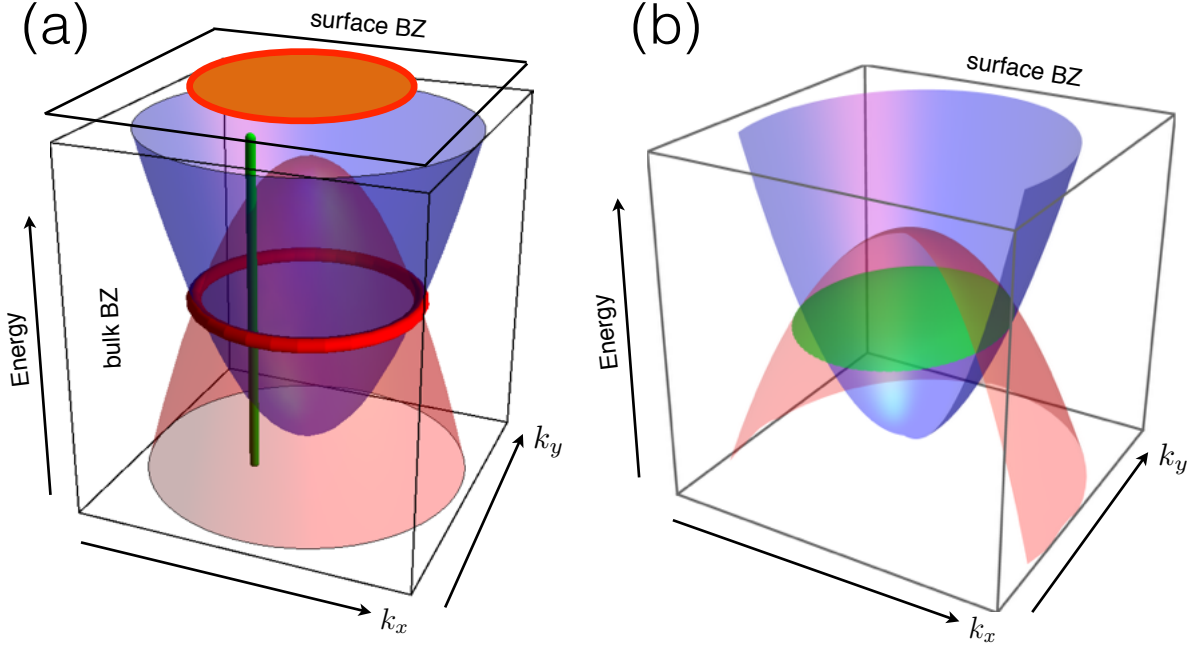 (a)
surface BZ
Energy
bulk BZ
k_y
k_x
(b)
surface BZ
Energy
k_y
k_x